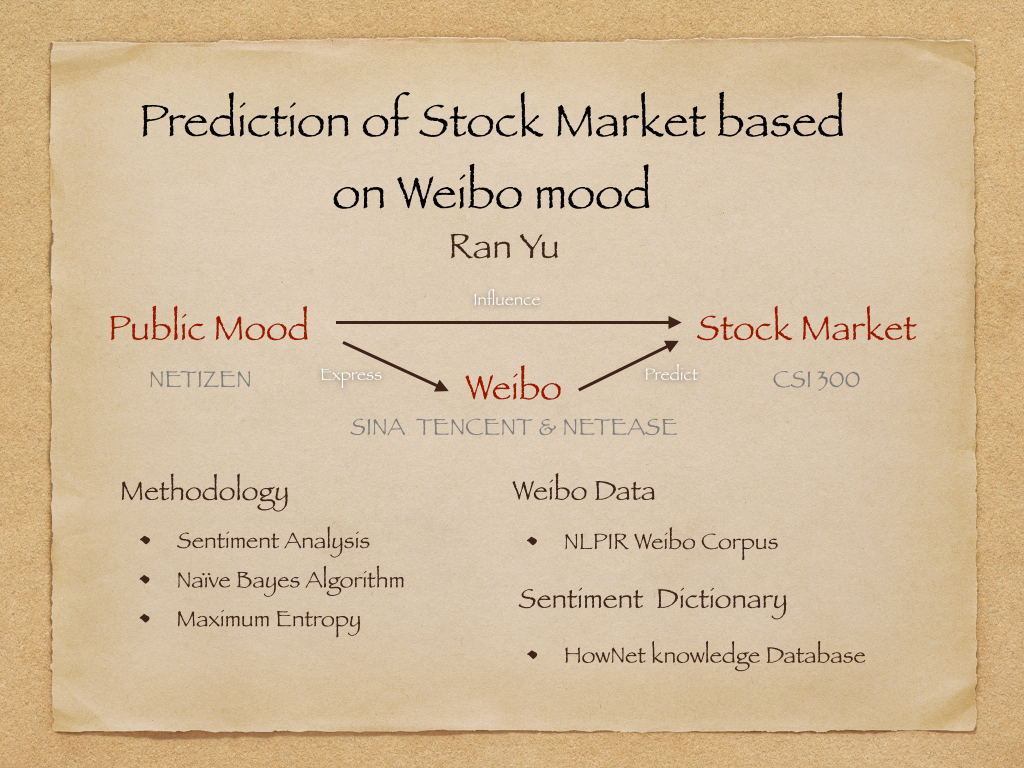 Prediction of Stock Market based
on Weibo mood
Ran Yu
Influence
Public Mood
Stock Market
NETIZEN
Express
Weibo
Predict
CSI 300
SINA TENCENT & NETEASE
Methodology
• Sentiment Analysis
• Naïve Bayes Algorithm
• Maximum Entropy
Weibo Data
• NLPIR Weibo Corpus
Sentiment Dictionary
• HowNet knowledge Database